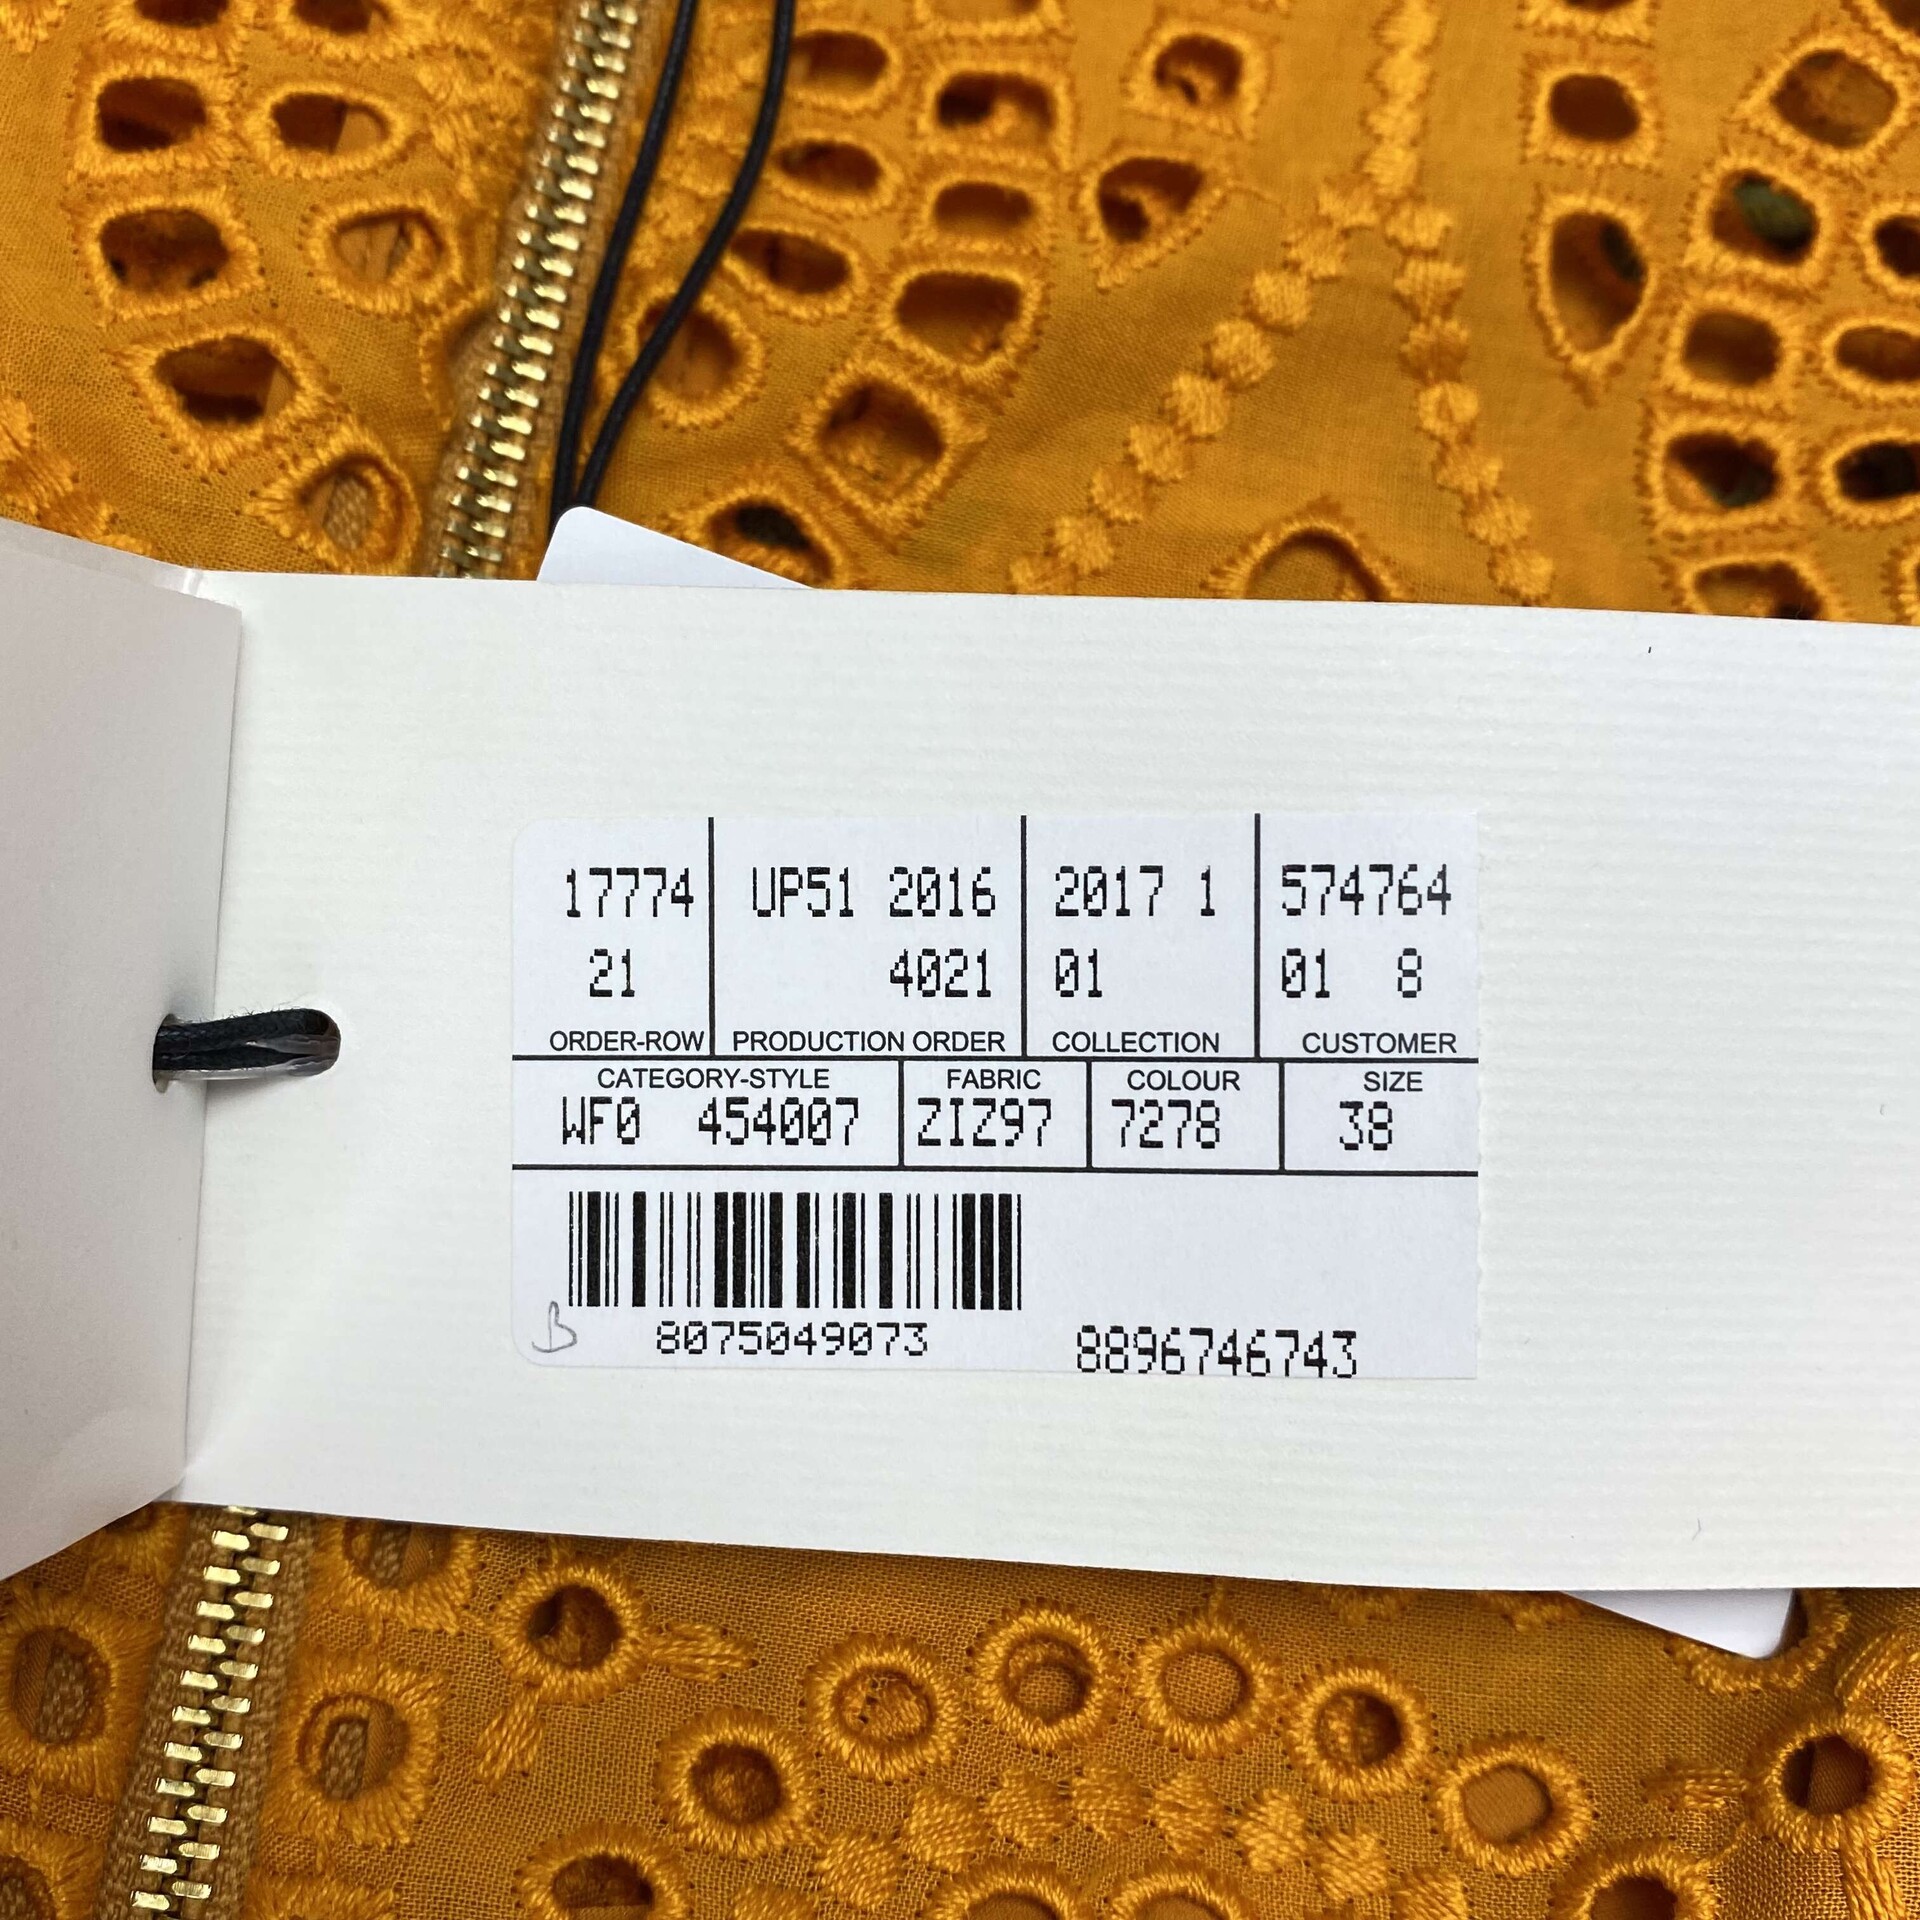 17774 UP51 2016 2017 1 574764
21 4021 01 01 8
ORDER-ROW PRODUCTION ORDER COLLECTION CUSTOMER
CATEGORY-STYLE FABRIC COLOUR SIZE
WF0 454007 ZIZ97 7278 38
B 8075049073 8896746743